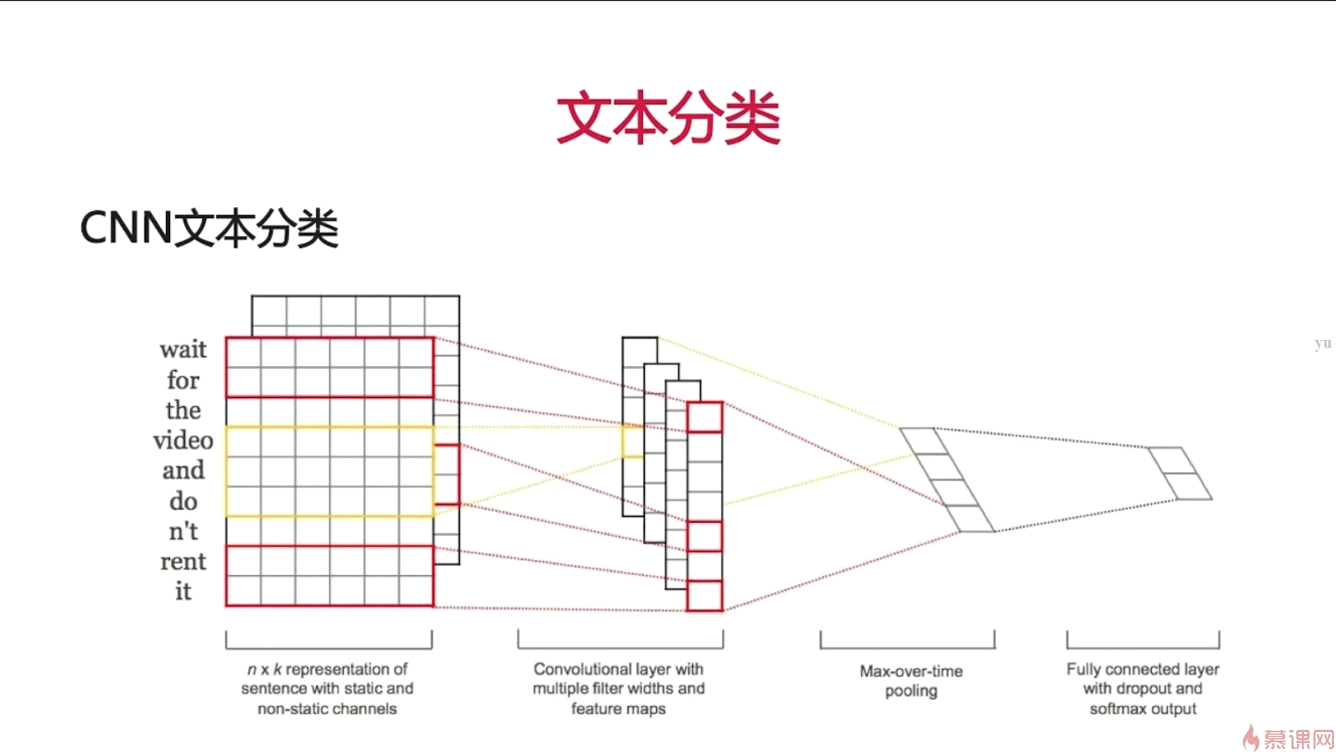 文本分类
CNN文本分类
wait
for
the
video
and
do
n't
rent
it
yu
n x k representation of
sentence with static and
non-static channels
Convolutional layer with
multiple filter widths and
feature maps
Max-over-time
pooling
Fully connected layer
with dropout and
softmax output
慕课网